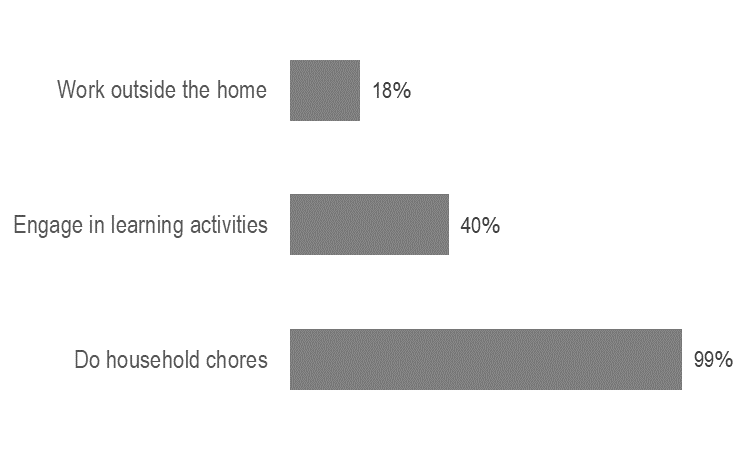 Work outside the home 18%
Engage in learning activities 40%
Do household chores 99%